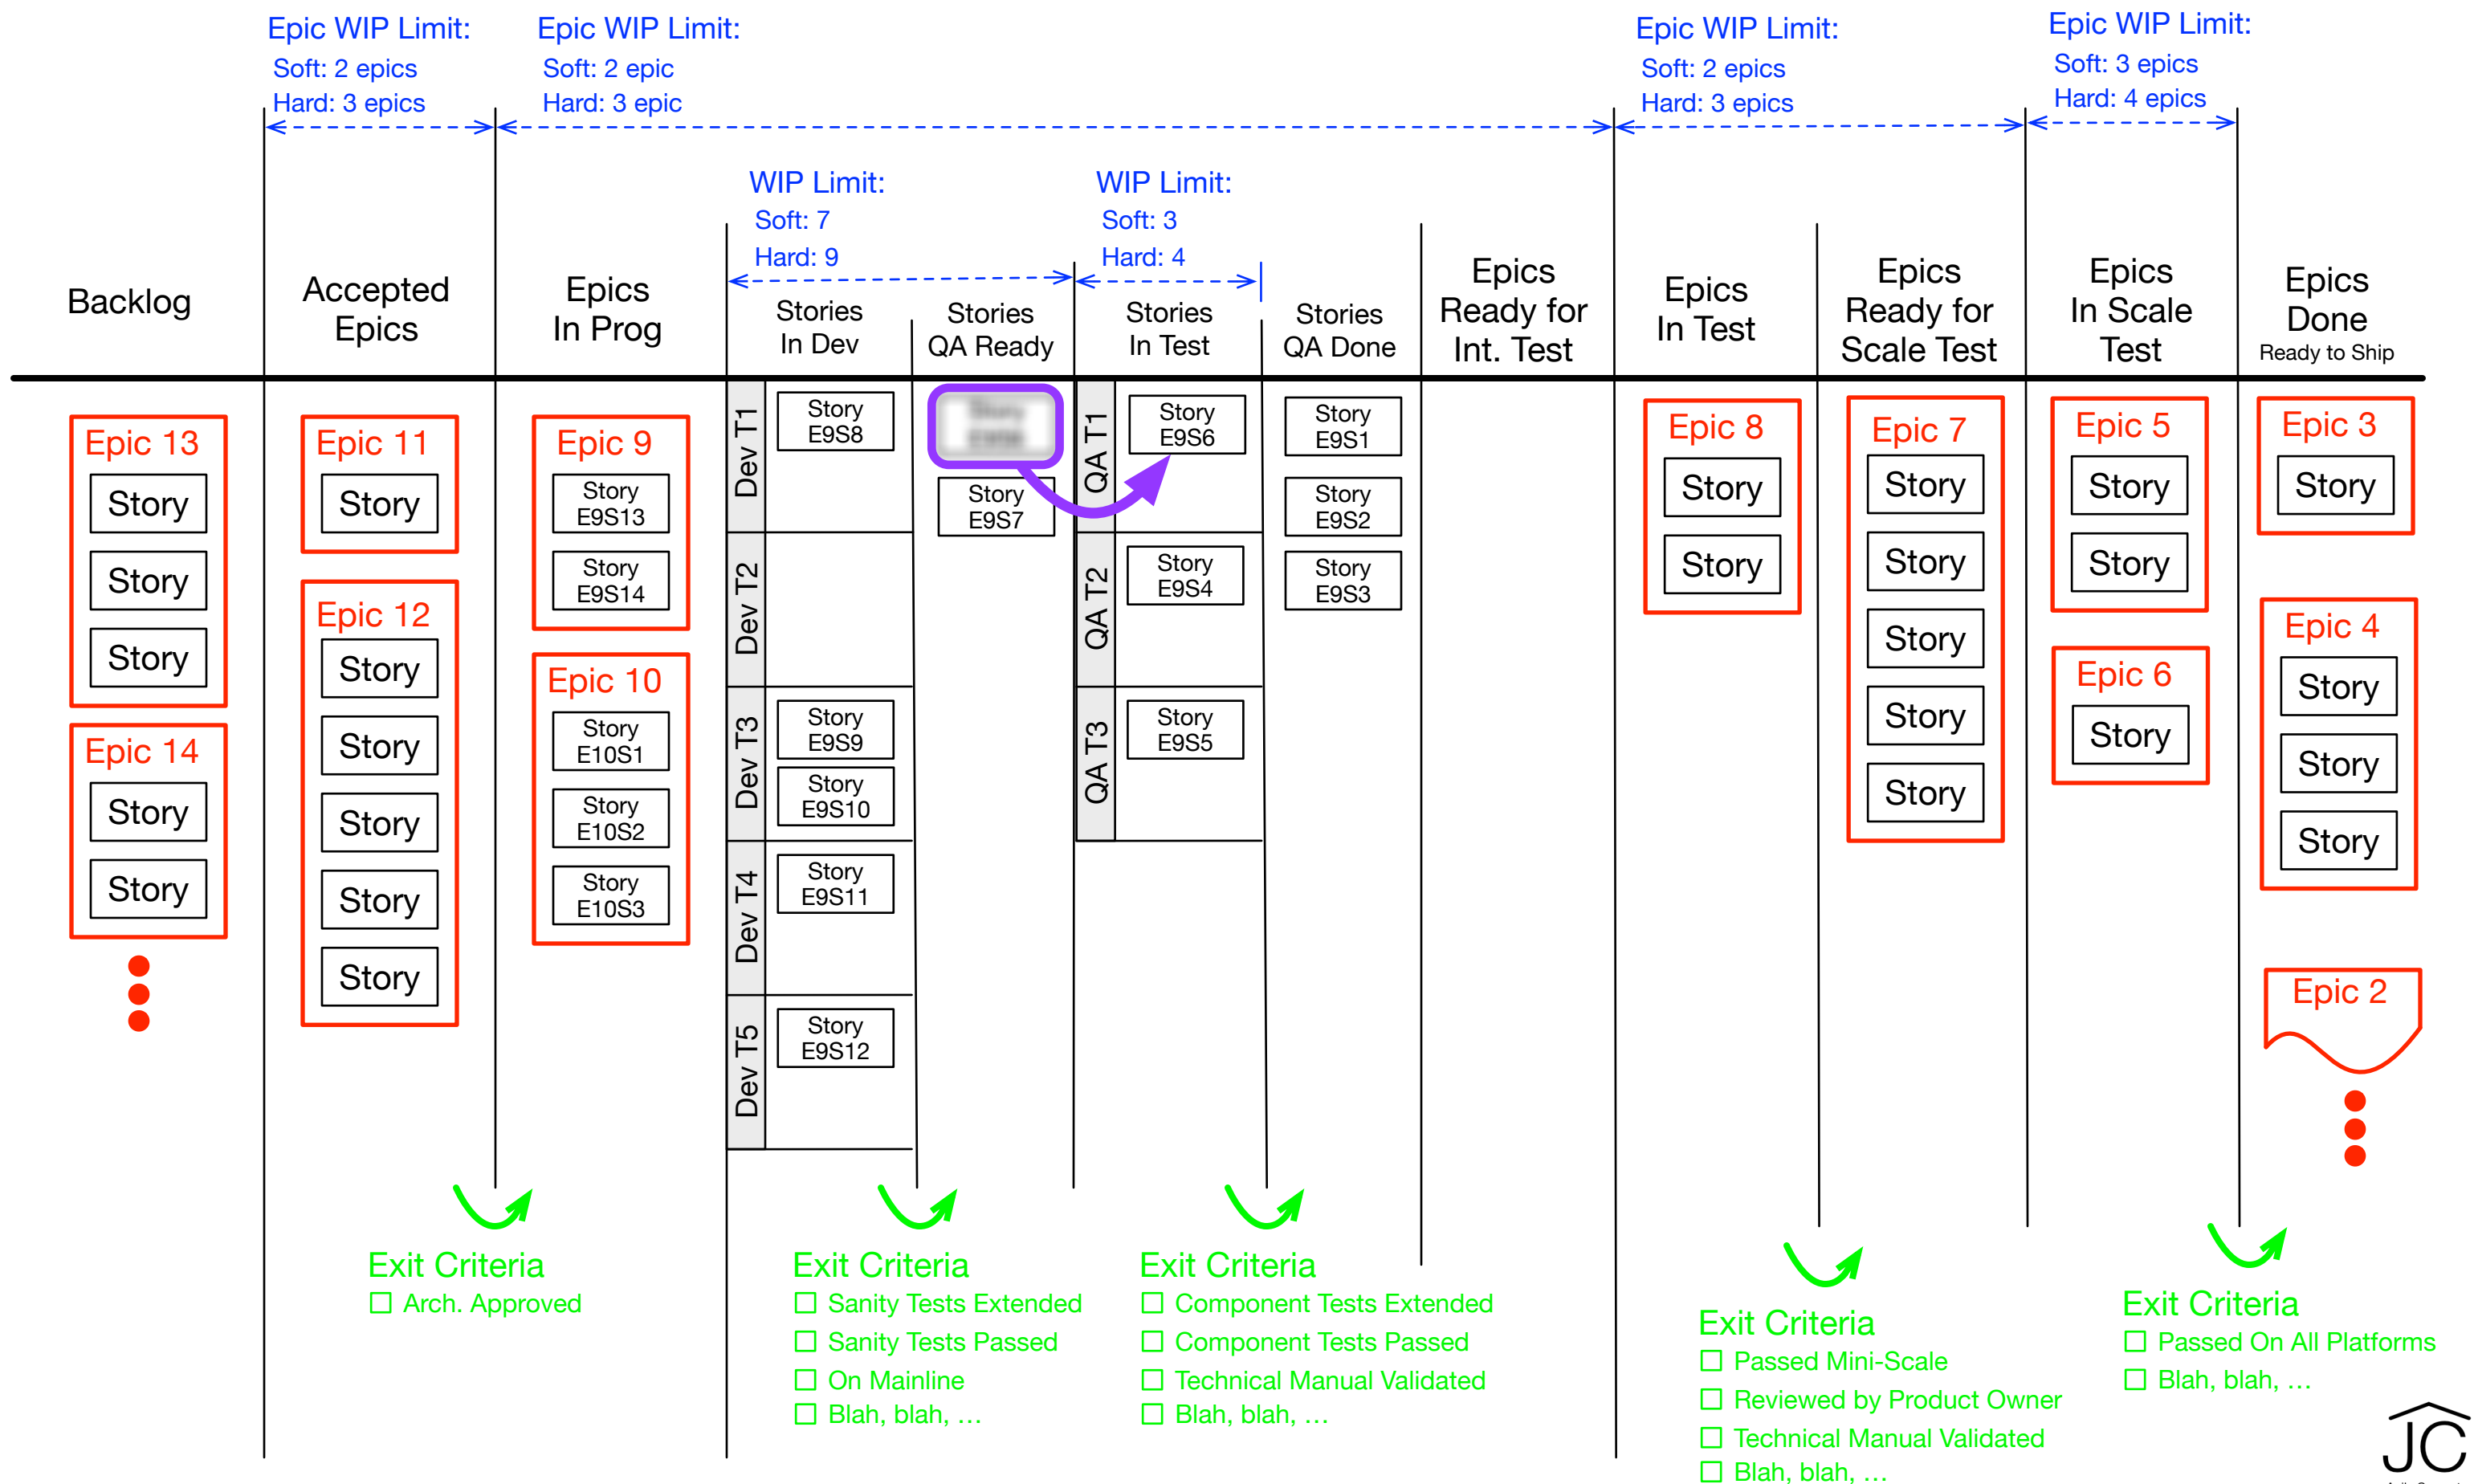 Epic WIP Limit:
Soft: 2 epics
Hard: 3 epics
Epic WIP Limit:
Soft: 2 epic
Hard: 3 epic
Epic WIP Limit:
Soft: 2 epics
Hard: 3 epics
Epic WIP Limit:
Soft: 3 epics
Hard: 4 epics
WIP Limit:
Soft: 7
Hard: 9
WIP Limit:
Soft: 3
Hard: 4
Backlog
Accepted
Epics
Epics
In Prog
Stories
In Dev
Stories
QA Ready
Stories
In Test
Stories
QA Done
Epics
Ready for
Int. Test
Epics
In Test
Epics
Ready for
Scale Test
Epics
In Scale
Test
Epics
Done
Ready to Ship
Epic 13
Story
Story
Story
Epic 14
Story
Story
Epic 11
Story
Epic 12
Story
Story
Story
Story
Story
Epic 9
Story
E9S13
Story
E9S14
Epic 10
Story
E10S1
Story
E10S2
Story
E10S3
Dev T1
Story
E9S8
Dev T2
Dev T3
Story
E9S9
Story
E9S10
Dev T4
Story
E9S11
Dev T5
Story
E9S12
Story
E9S7
QA T1
Story
E9S6
QA T2
Story
E9S4
QA T3
Story
E9S5
Story
E9S1
Story
E9S2
Story
E9S3
Epic 8
Story
Story
Epic 7
Story
Story
Story
Story
Story
Epic 5
Story
Story
Epic 6
Story
Epic 3
Story
Epic 4
Story
Story
Story
Epic 2
Exit Criteria
Arch. Approved
Exit Criteria
Sanity Tests Extended
Sanity Tests Passed
On Mainline
Blah, blah, …
Exit Criteria
Component Tests Extended
Component Tests Passed
Technical Manual Validated
Blah, blah, …
Exit Criteria
Passed Mini-Scale
Reviewed by Product Owner
Technical Manual Validated
Blah, blah, …
Exit Criteria
Passed On All Platforms
Blah, blah, …
JC